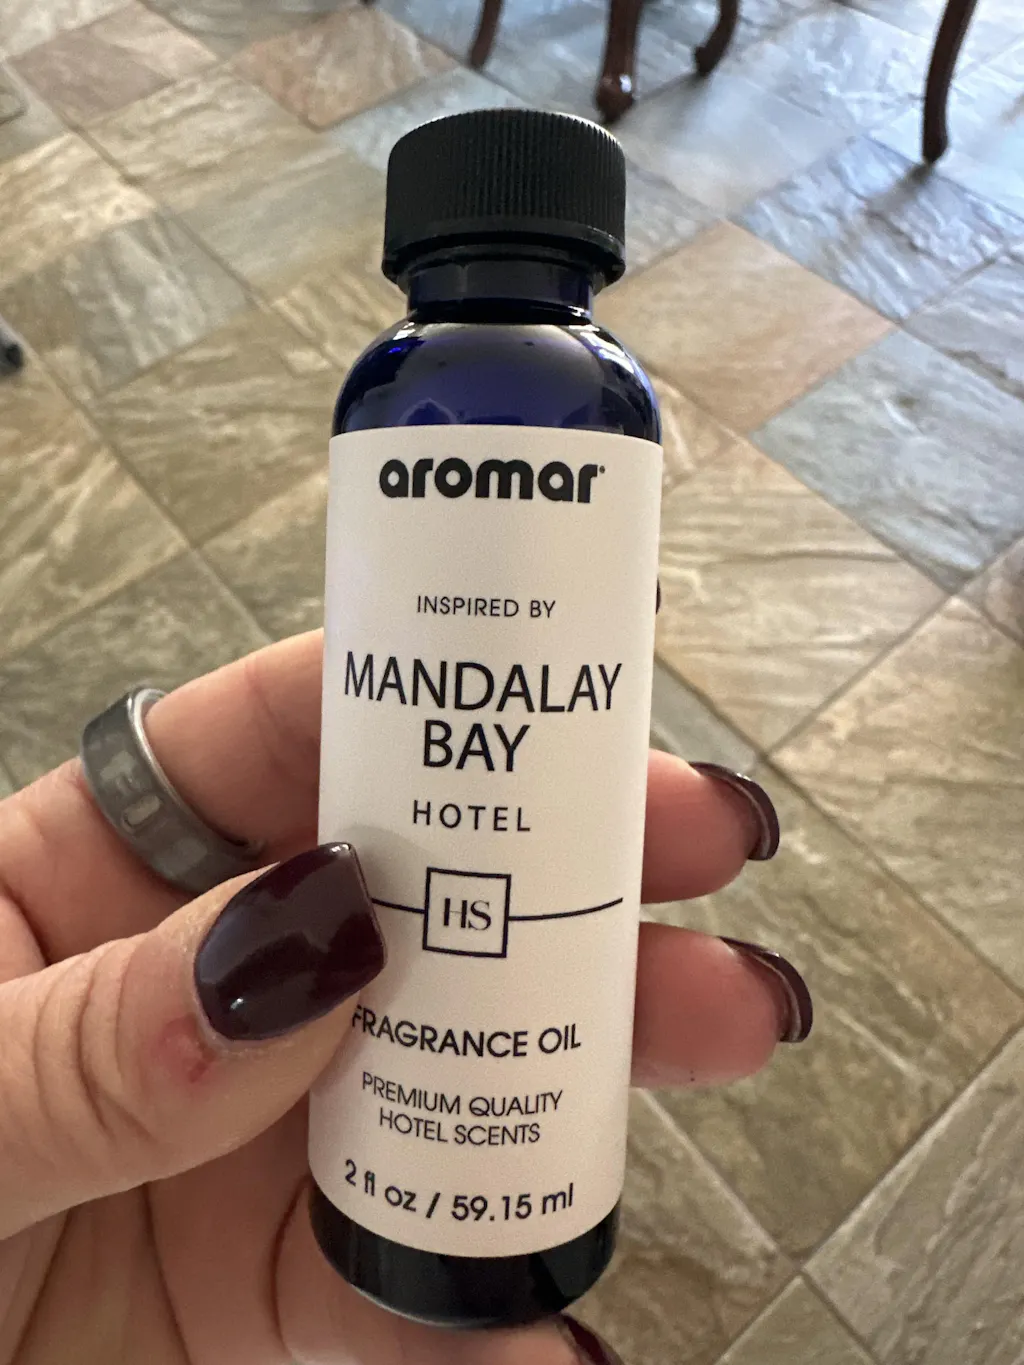 aromar
INSPIRED BY
MANDALAY
BAY
HOTEL
HS
FRAGRANCE OIL
PREMIUM QUALITY
HOTEL SCENTS
2 fl oz / 59.15 ml